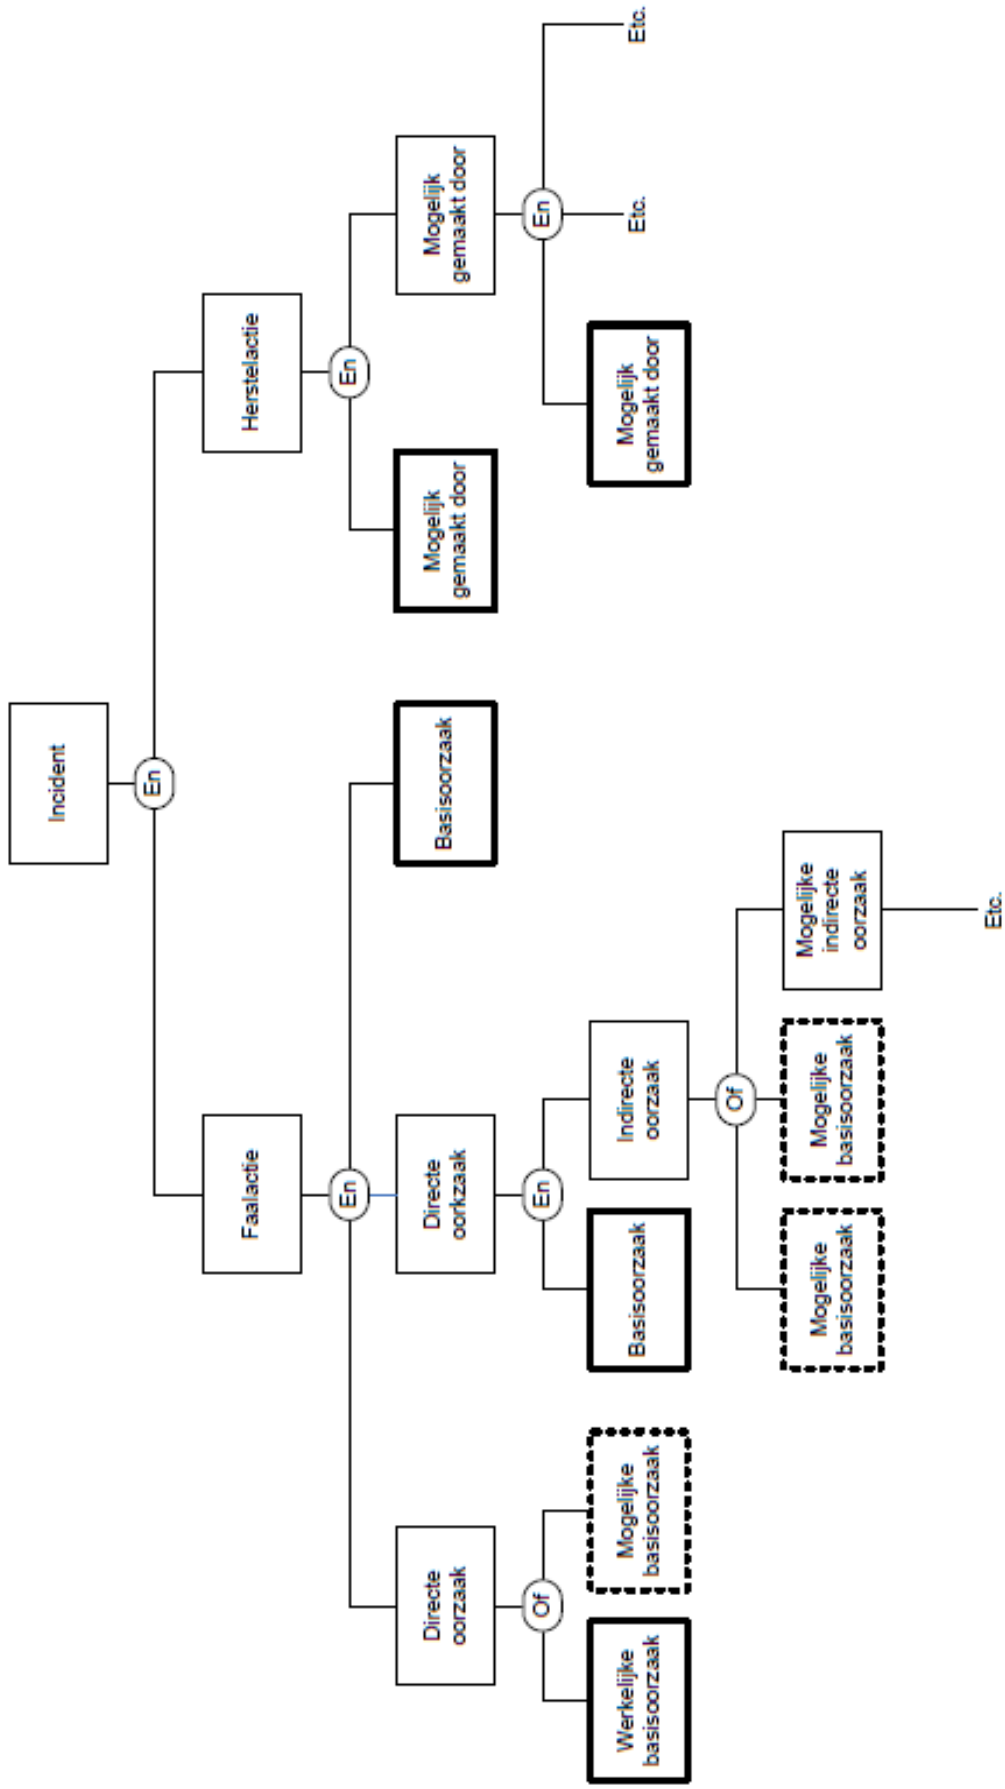 Incident
En
Faalactie
Herstelactie
En
En
Directe
oorzaak
Directe
oorkzaak
Basisoorzaak
Mogelijk
gemaakt door
Mogelijk
gemaakt door
Of
En
En
Werkelijke
basisoorzaak
Mogelijke
basisoorzaak
Basisoorzaak
Indirecte
oorzaak
Mogelijk
gemaakt door
Etc.
Etc.
Of
Mogelijke
basisoorzaak
Mogelijke
basisoorzaak
Mogelijke
indirecte
oorzaak
Etc.